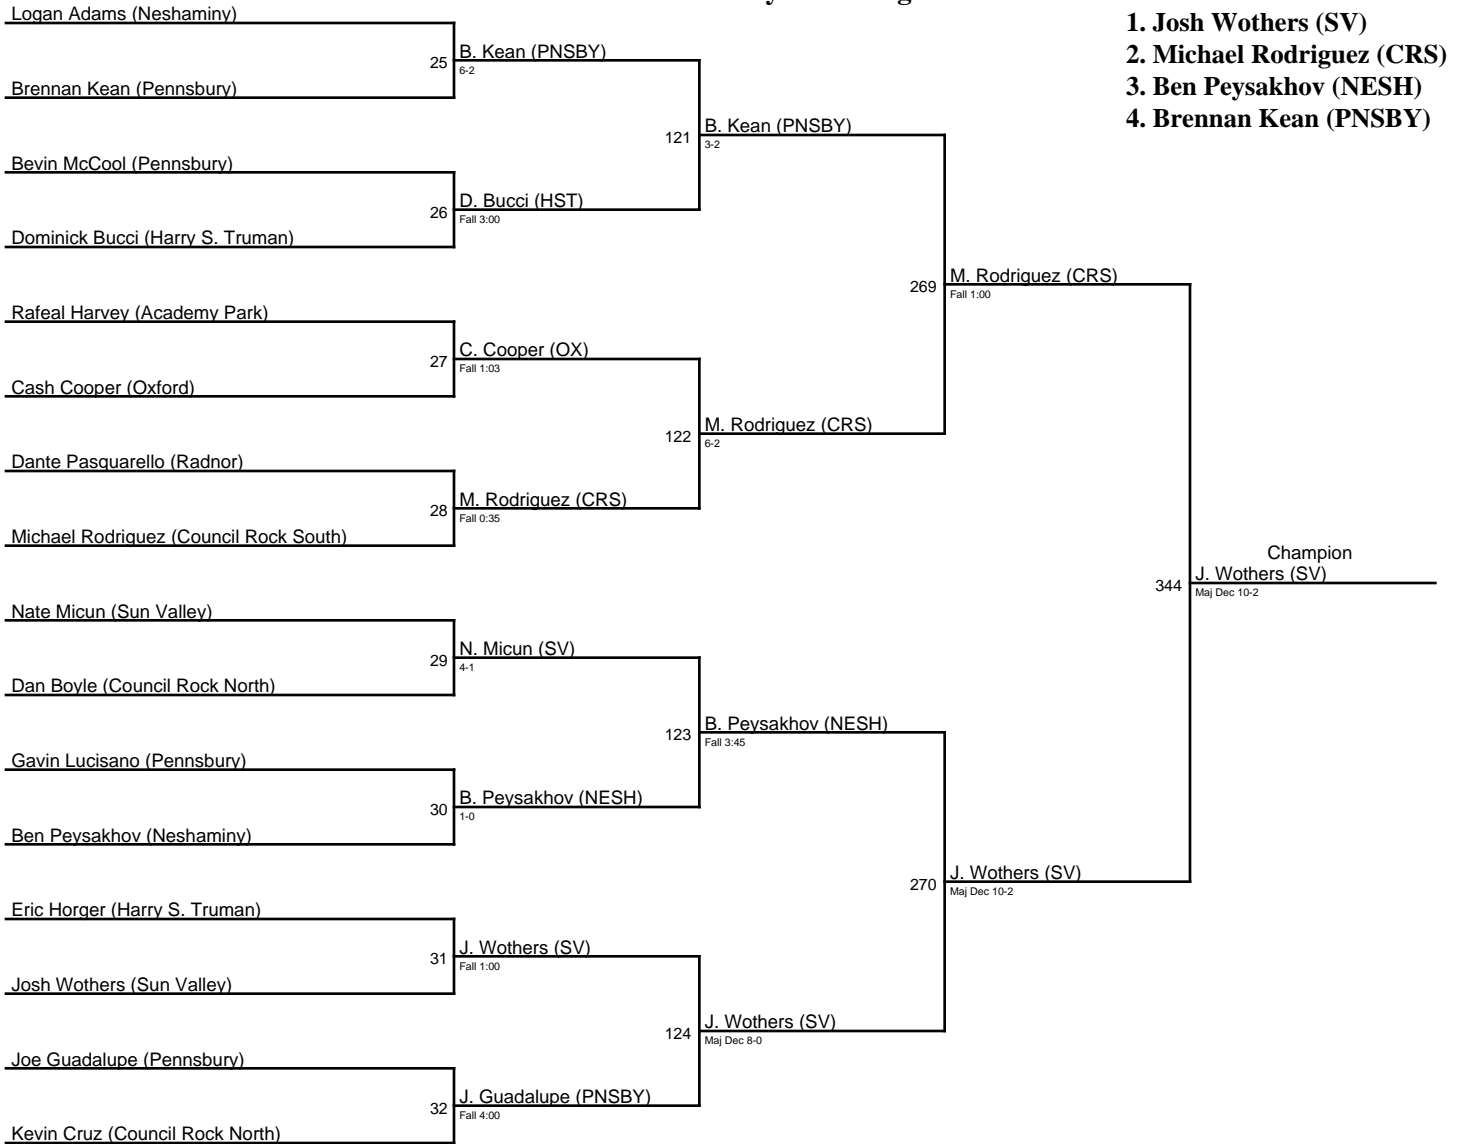 Logan Adams (Neshaminy)
25
B. Kean (PNSBY)
6-2
Brennan Kean (Pennsbury)
121
B. Kean (PNSBY)
3-2
Bevin McCool (Pennsbury)
26
D. Bucci (HST)
Fall 3:00
Dominick Bucci (Harry S. Truman)
269
M. Rodriguez (CRS)
Fall 1:00
Rafeal Harvey (Academy Park)
27
C. Cooper (OX)
Fall 1:03
Cash Cooper (Oxford)
122
M. Rodriguez (CRS)
6-2
Dante Pasquarello (Radnor)
28
M. Rodriguez (CRS)
Fall 0:35
Michael Rodriguez (Council Rock South)
344
Champion
J. Wothers (SV)
Maj Dec 10-2
Nate Micun (Sun Valley)
29
N. Micun (SV)
4-1
Dan Boyle (Council Rock North)
123
B. Peysakhov (NESH)
Fall 3:45
Gavin Lucisano (Pennsbury)
30
B. Peysakhov (NESH)
1-0
Ben Peysakhov (Neshaminy)
270
J. Wothers (SV)
Maj Dec 10-2
Eric Horger (Harry S. Truman)
31
J. Wothers (SV)
Fall 1:00
Josh Wothers (Sun Valley)
124
J. Wothers (SV)
Maj Dec 8-0
Joe Guadalupe (Pennsbury)
32
J. Guadalupe (PNSBY)
Fall 4:00
Kevin Cruz (Council Rock North)
1. Josh Wothers (SV)
2. Michael Rodriguez (CRS)
3. Ben Peysakhov (NESH)
4. Brennan Kean (PNSBY)